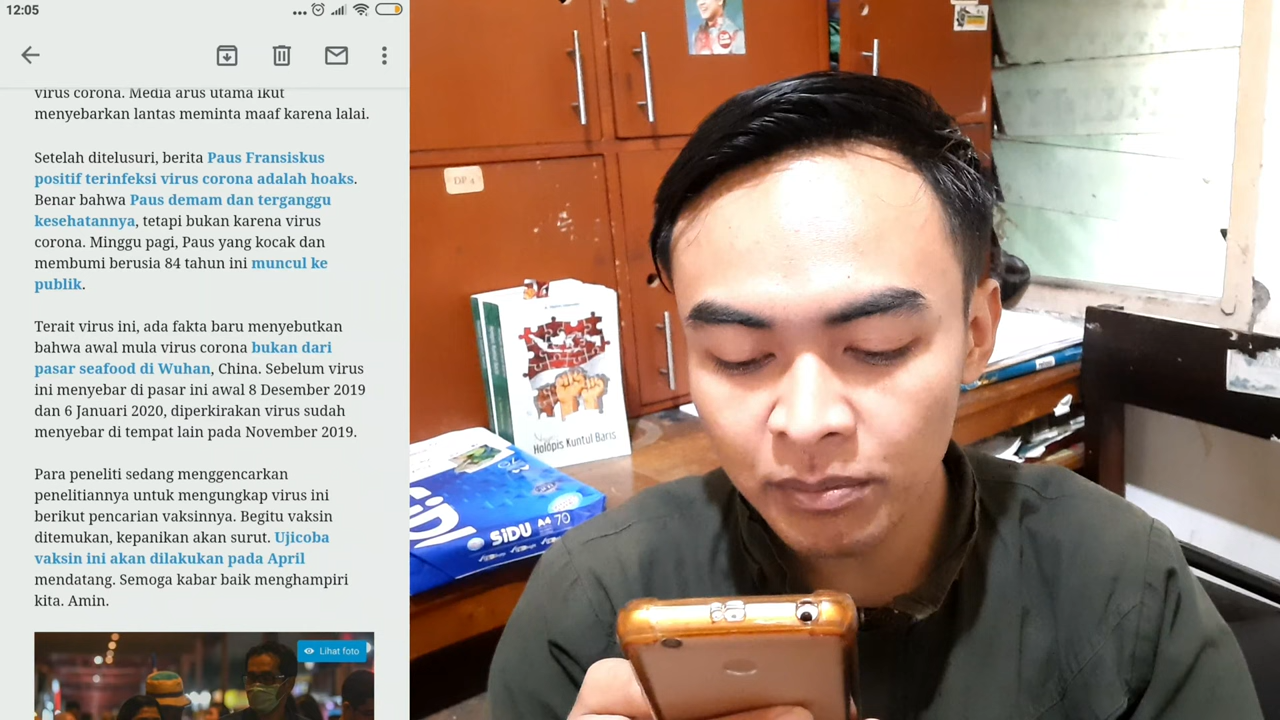 12:05
virus corona. Media arus utama ikut
menyebarkan lantas meminta maaf karena lalai.
Setelah ditelusuri, berita Paus Fransiskus
positif terinfeksi virus corona adalah hoaks.
Benar bahwa Paus demam dan terganggu
kesehatannya, tetapi bukan karena virus
corona. Minggu pagi, Paus yang kocak dan
membumi berusia 84 tahun ini muncul ke
publik.
Terait virus ini, ada fakta baru menyebutkan
bahwa awal mula virus corona bukan dari
pasar seafood di Wuhan, China. Sebelum virus
ini menyebar di pasar ini awal 8 Desember 2019
dan 6 Januari 2020, diperkirakan virus sudah
menyebar di tempat lain pada November 2019.
Para peneliti sedang menggencarkan
penelitiannya untuk mengungkap virus ini
berikut pencarian vaksinnya. Begitu vaksin
ditemukan, kepanikan akan surut. Ujicoba
vaksin ini akan dilakukan pada April
mendatang. Semoga kabar baik menghampiri
kita. Amin.
Lihat foto
DP 4
Holopis Kuntul Baris
SiDU A4 70